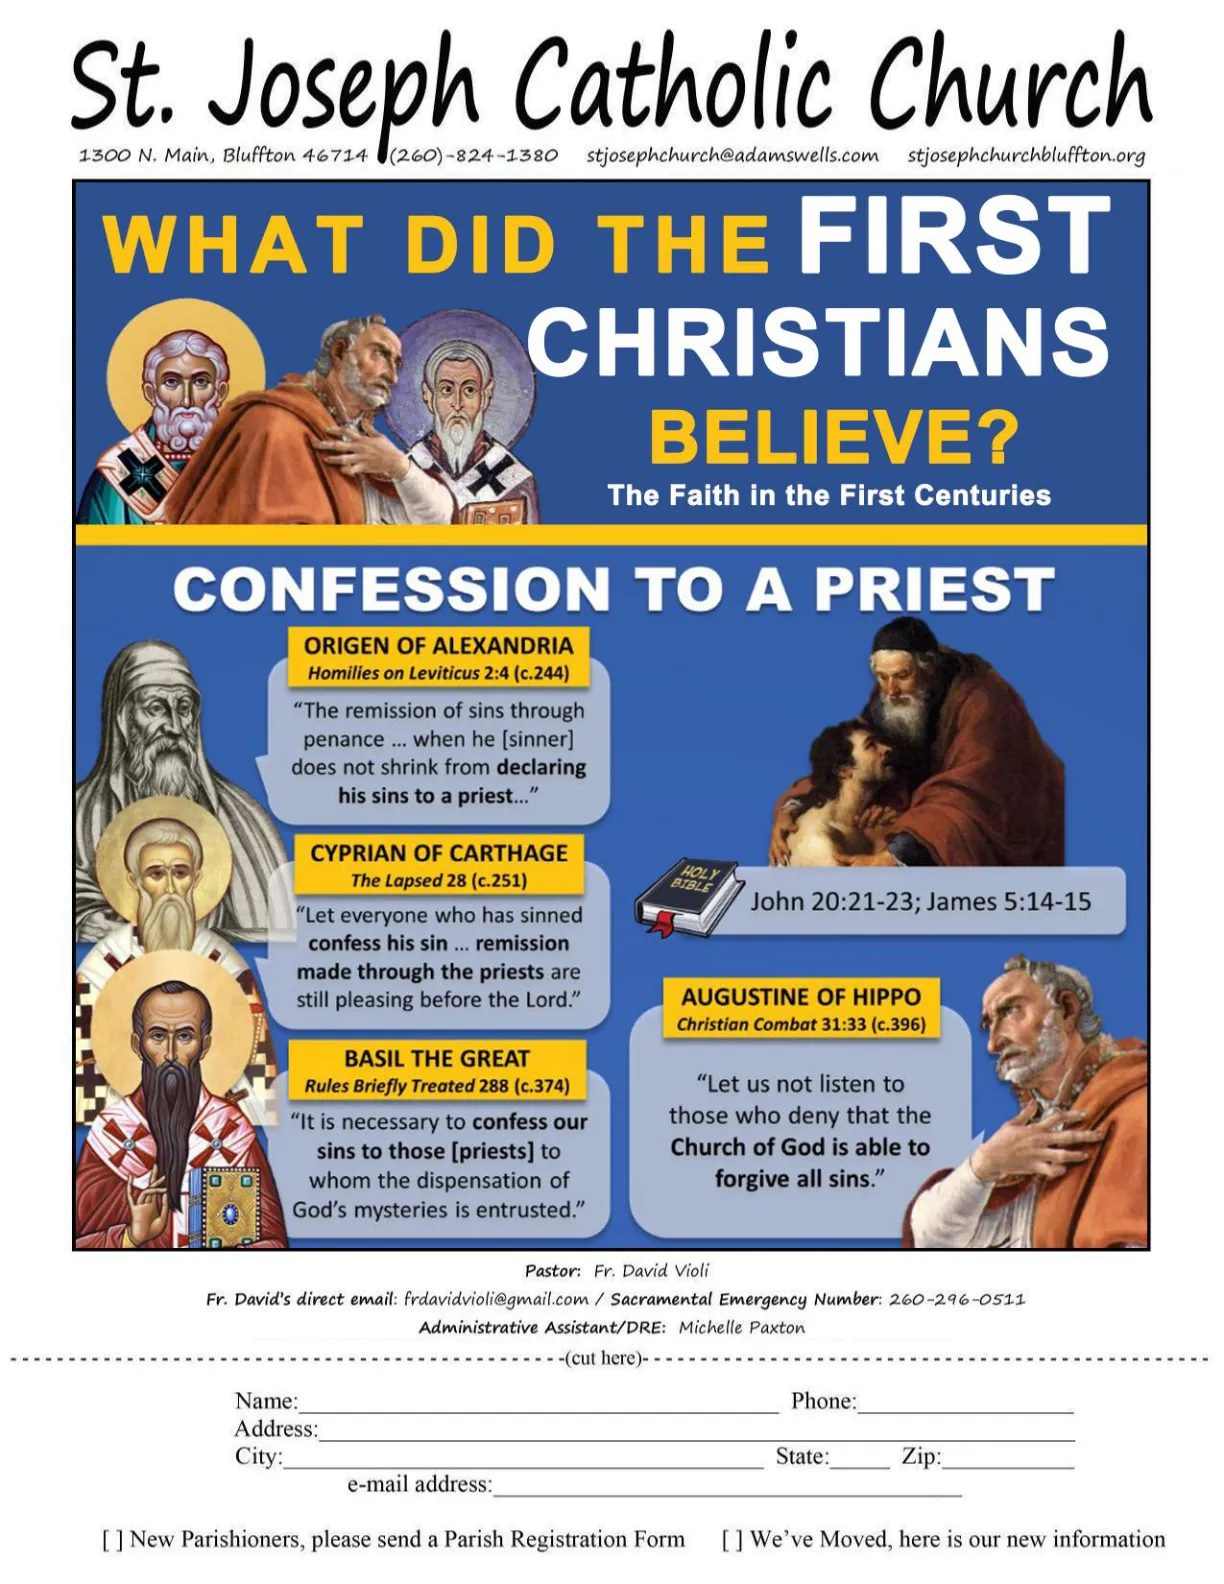 St. Joseph Catholic Church
1300 N. Main, Bluffton 46714 (260)-824-1380 stjosephchurch@adamswells.com stjosephchurchbluffton.org
WHAT DID THE FIRST
CHRISTIANS
BELIEVE?
The Faith in the First Centuries
CONFESSION TO A PRIEST
ORIGEN OF ALEXANDRIA
Homilies on Leviticus 2:4 (c.244)
“The remission of sins through
penance ... when he [sinner]
does not shrink from declaring
his sins to a priest...”
CYPRIAN OF CARTHAGE
The Lapsed 28 (c.251)
“Let everyone who has sinned
confess his sin ... remission
made through the priests are
still pleasing before the Lord.”
BASIL THE GREAT
Rules Briefly Treated 288 (c.374)
“It is necessary to confess our
sins to those [priests] to
whom the dispensation of
God’s mysteries is entrusted.”
HOLY
BIBLE
John 20:21-23; James 5:14-15
AUGUSTINE OF HIPPO
Christian Combat 31:33 (c.396)
“Let us not listen to
those who deny that the
Church of God is able to
forgive all sins.”
Pastor: Fr. David Violi
Fr. David’s direct email: frdavidvioli@gmail.com / Sacramental Emergency Number: 260-296-0511
Administrative Assistant/DRE: Michelle Paxton
(cut here)
Name: Phone:
Address:
City: State: Zip:
e-mail address:
[ ] New Parishioners, please send a Parish Registration Form [ ] We’ve Moved, here is our new information